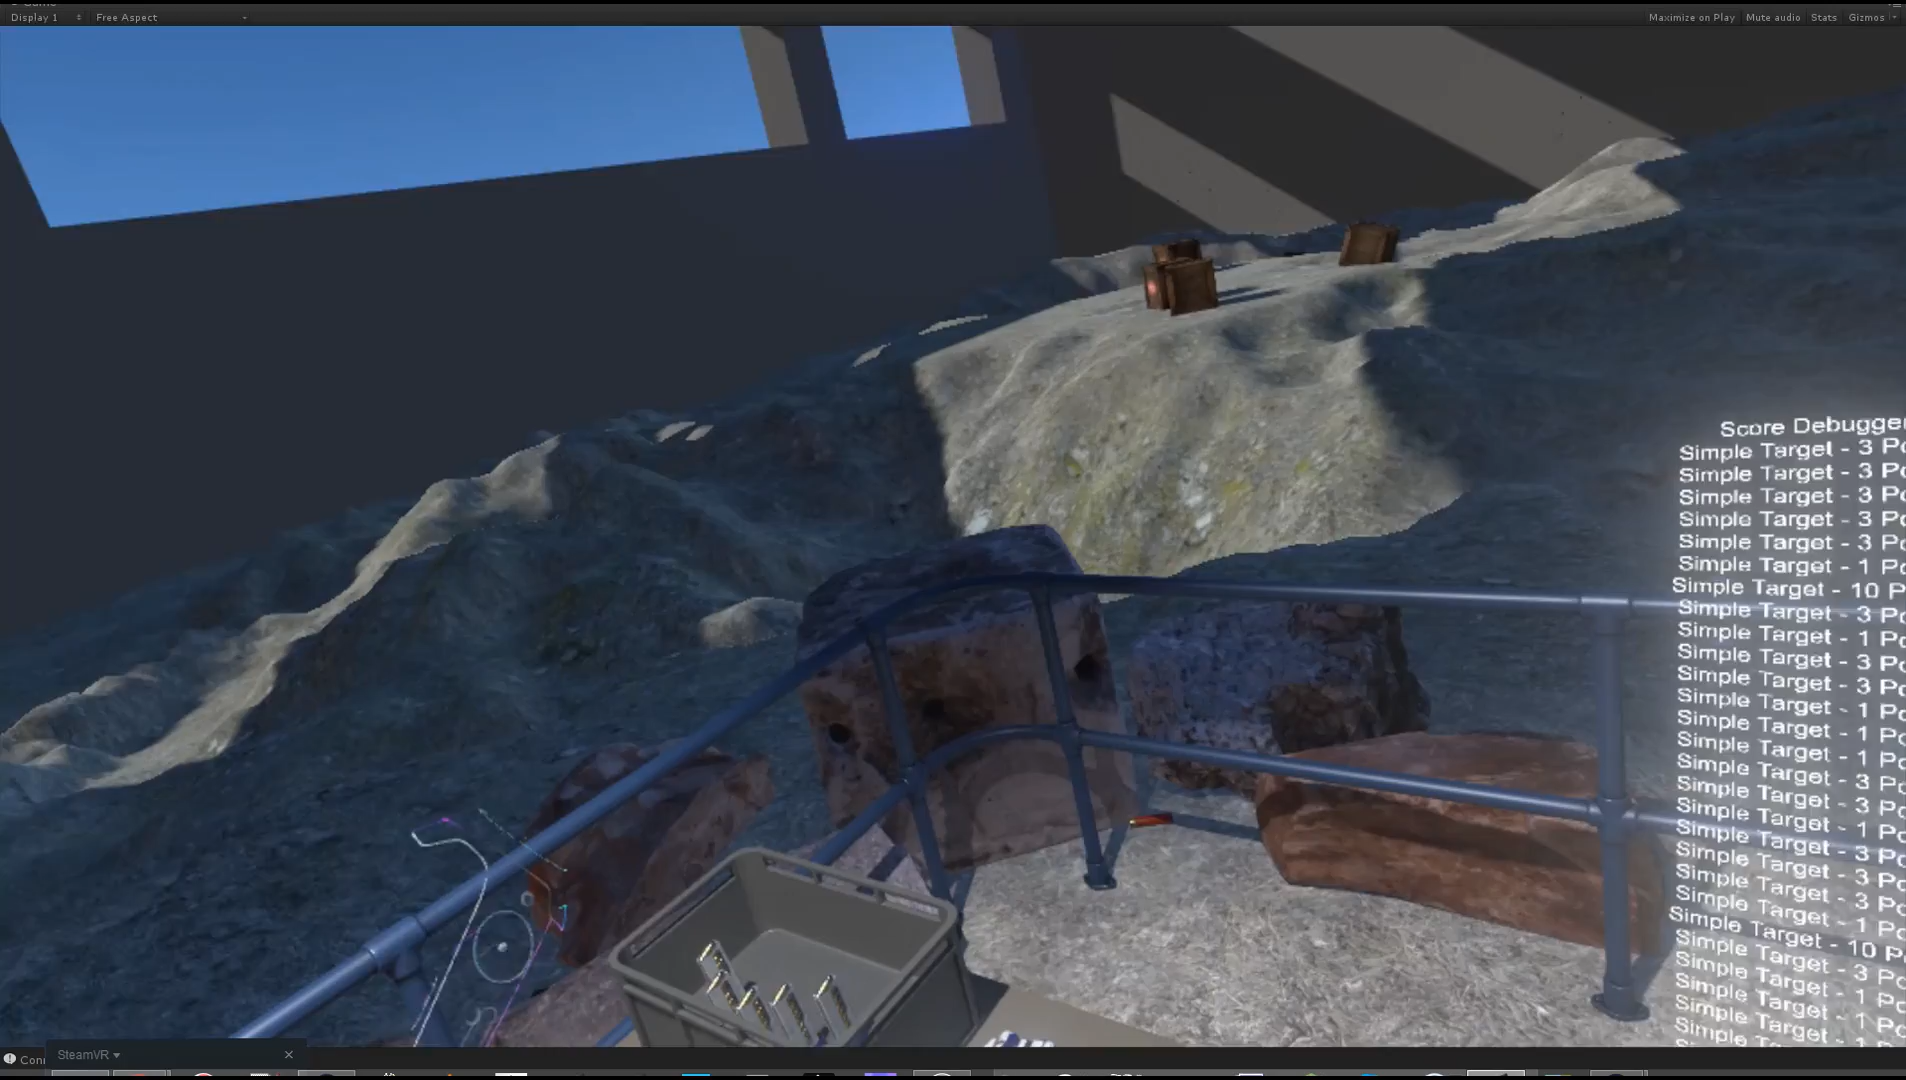 Game
Display 1
Free Aspect
Maximize on Play
Mute audio
Stats
Gizmos
Score Debugger
Simple Target - 3 Po
Simple Target - 3 Po
Simple Target - 3 Po
Simple Target - 3 Po
Simple Target - 3 Po
Simple Target - 1 Po
Simple Target - 10 P
Simple Target - 3 Po
Simple Target - 1 Po
Simple Target - 3 Po
Simple Target - 3 Po
Simple Target - 1 Po
Simple Target - 1 Po
Simple Target - 1 Po
Simple Target - 3 Po
Simple Target - 3 Po
Simple Target - 1 Po
Simple Target - 3 Po
Simple Target - 3 Po
Simple Target - 3 Po
Simple Target - 1 Po
Simple Target - 10 P
Simple Target - 3 Po
Simple Target - 1 Po
Simple Target - 1 Po
Simple Target - 1 Po
Conn
SteamVR